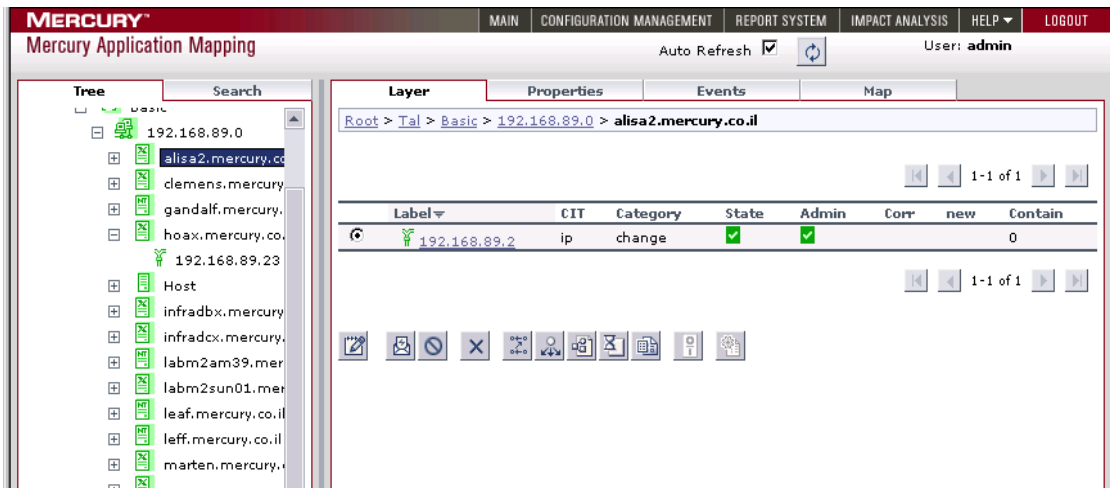 MERCURY™
MAIN CONFIGURATION MANAGEMENT REPORT SYSTEM IMPACT ANALYSIS HELP LOGOUT
Mercury Application Mapping
Auto Refresh
User: admin
Tree Search
Layer Properties Events Map
Basic
192.168.89.0
alisa2.mercury.co
clemens.mercury
gandalf.mercury.
hoax.mercury.co.
192.168.89.23
Host
infradbx.mercury
infradcx.mercury.
labm2am39.mer
labm2sun01.mer
leaf.mercury.co.il
leff.mercury.co.il
marten.mercury.
Root > Tal > Basic > 192.168.89.0 > alisa2.mercury.co.il
1-1 of 1
Label CIT Category State Admin Corr new Contain
192.168.89.2 ip change 0
1-1 of 1